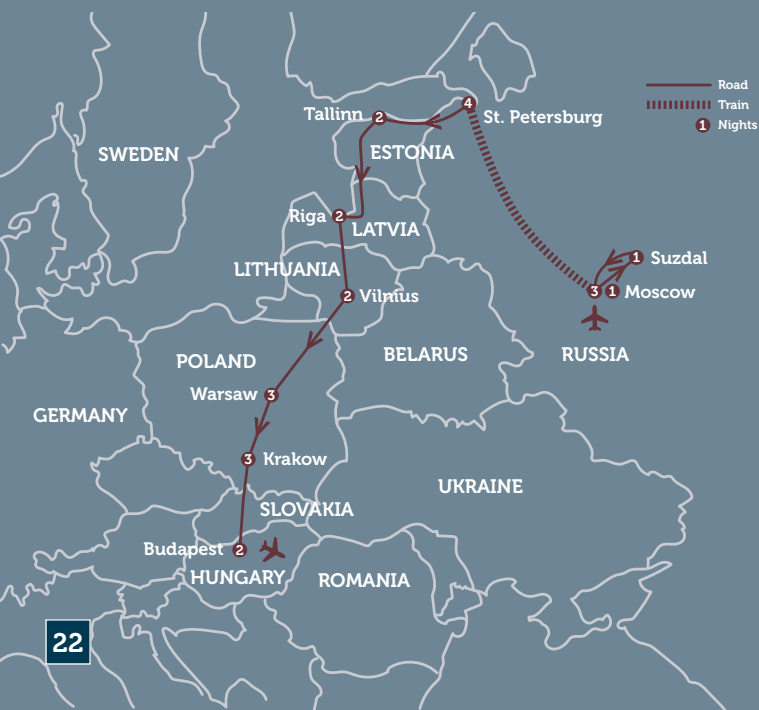 Road
Train
1 Nights
4
Tallinn 2
St. Petersburg
SWEDEN
ESTONIA
Riga 2
LATVIA
1 Suzdal
LITHUANIA
3 1 Moscow
2 Vilnius
POLAND
BELARUS
RUSSIA
Warsaw 3
GERMANY
3 Krakow
UKRAINE
SLOVAKIA
Budapest 2
HUNGARY
ROMANIA
22